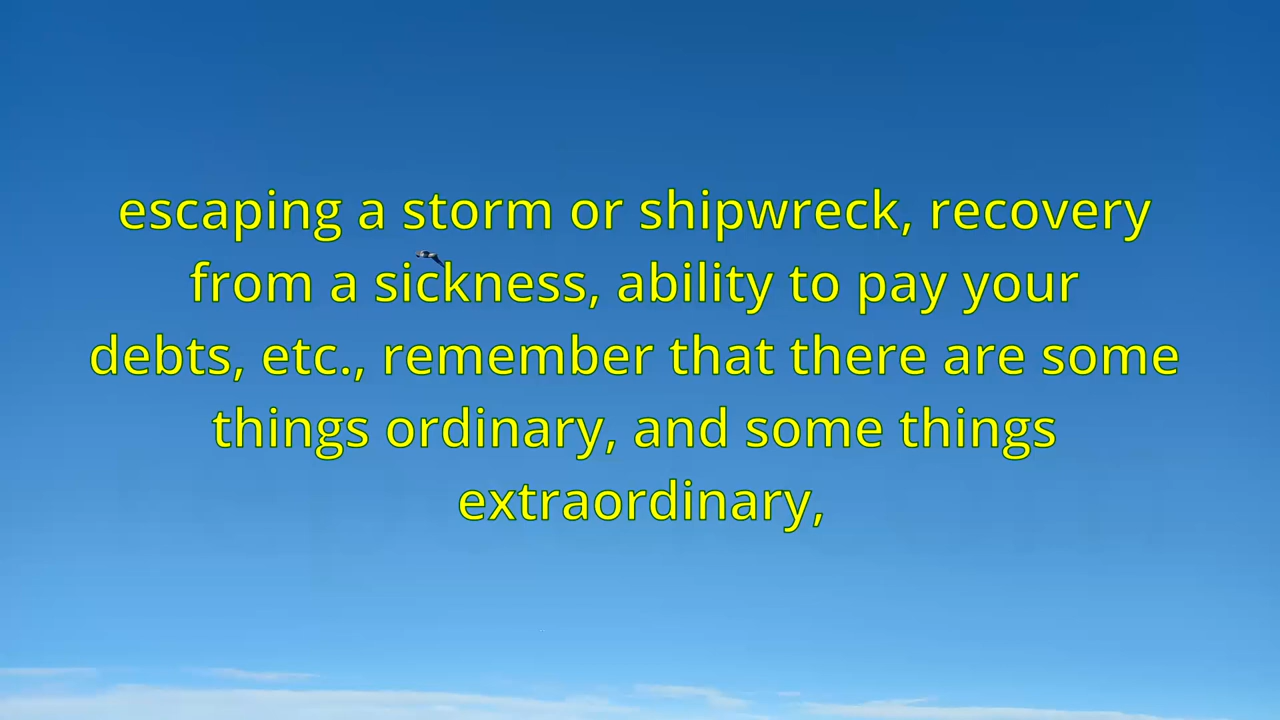 escaping a storm or shipwreck, recovery
from a sickness, ability to pay your
debts, etc., remember that there are some
things ordinary, and some things
extraordinary,